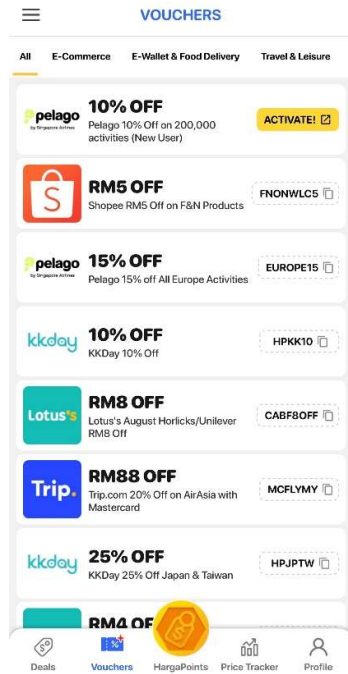 VOUCHERS
All E-Commerce E-Wallet & Food Delivery Travel & Leisure
pelago
by Singapore Airlines
10% OFF
Pelago 10% Off on 200,000
activities (New User)
ACTIVATE!
S
RM5 OFF
Shopee RM5 Off on F&N Products
FNONWLC5
pelago
by Singapore Airlines
15% OFF
Pelago 15% off All Europe Activities
EUROPE15
kkday
10% OFF
KKDay 10% Off
HPKK10
Lotus's
RM8 OFF
Lotus's August Horlicks/Unilever
RM8 Off
CABF8OFF
Trip.
RM88 OFF
Trip.com 20% Off on AirAsia with
Mastercard
MCFLYMY
kkday
25% OFF
KKDay 25% Off Japan & Taiwan
HPJPTW
RM4 OF
Deals Vouchers HargaPoints Price Tracker Profile